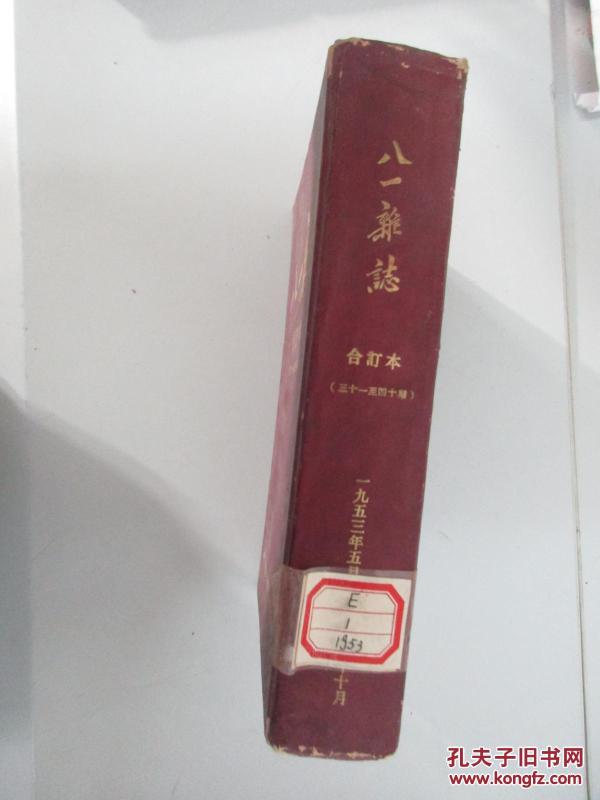 八一雜誌
合訂本
(三十一至四十期)
一九五三年五月
十月
E
1
1953
孔夫子旧书网
www.kongfz.com